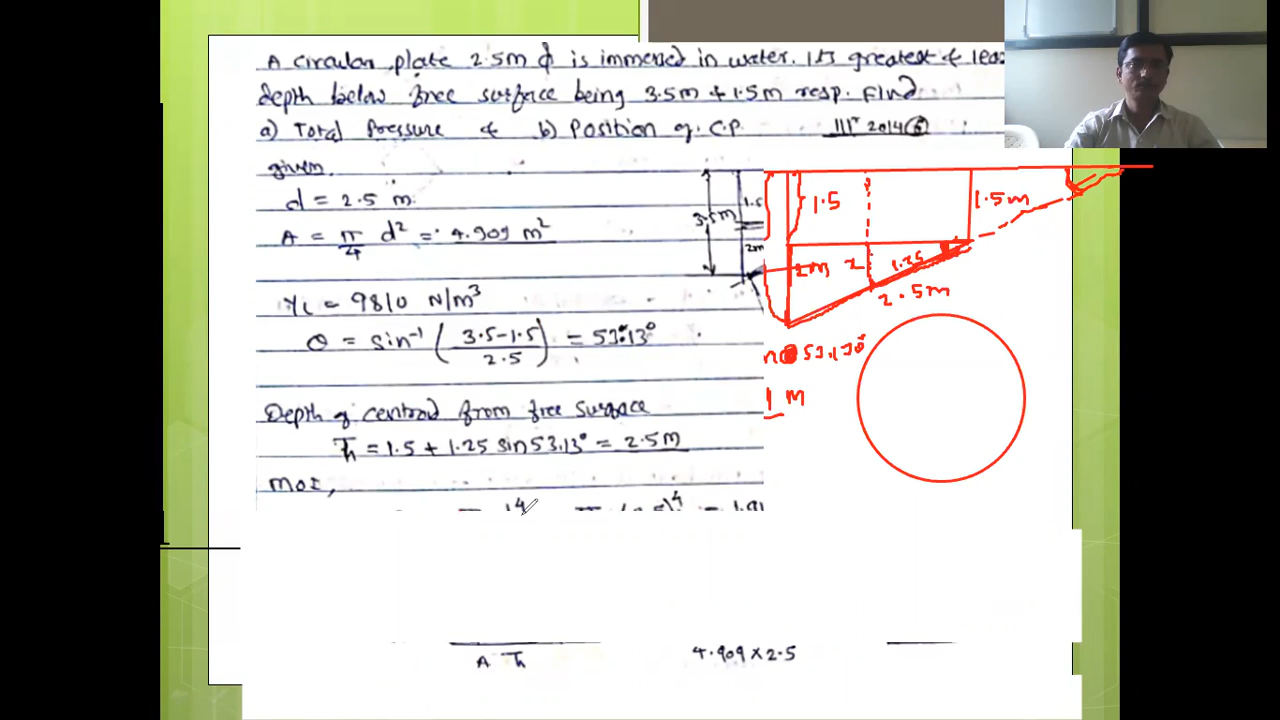 A circular plate 2.5m ϕ is immersed in water. Its greatest & leas
depth below free surface being 3.5m & 1.5m resp. Find
a) Total Pressure & b) Position of C.P.
2014
given
d = 2.5 m
A = π/4 d² = 4.909 m²
= 9810 N/m³
θ = sin⁻¹ ( 3.5-1.5 / 2.5 ) = 53.13°
Depth of centroid from free surface
h̄ = 1.5 + 1.25 sin 53.13° = 2.5m
MOI,
3.5m
1.5
2m
1.5
1.5m
2m
x
1.25
2.5m
53.130°
1 m
A h̄
4.909 × 2.5